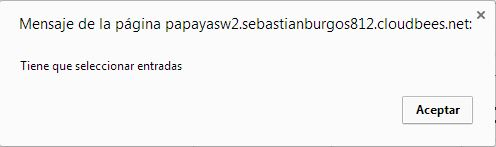 Mensaje de la página papayasw2.sebastianburgos812.cloudbees.net:
Tiene que seleccionar entradas
Aceptar